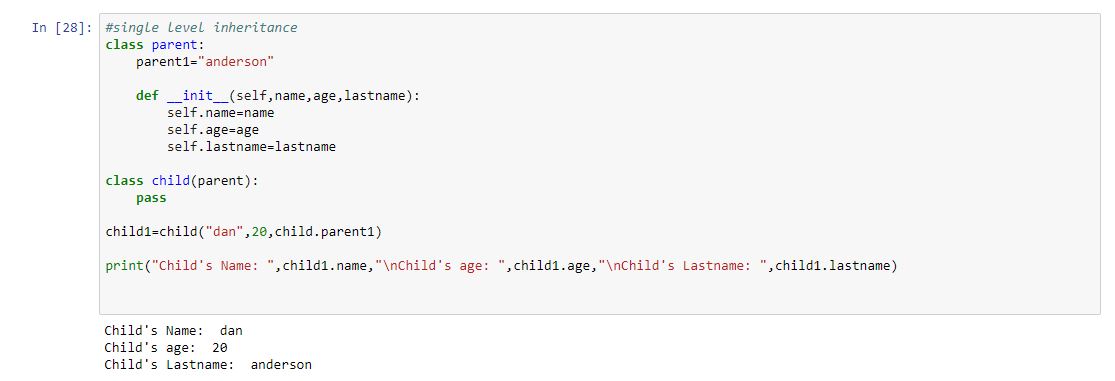 In [28]: #single level inheritance
class parent:
    parent1="anderson"

    def __init__(self,name,age,lastname):
        self.name=name
        self.age=age
        self.lastname=lastname

class child(parent):
    pass

child1=child("dan",20,child.parent1)

print("Child's Name: ",child1.name,"\nChild's age: ",child1.age,"\nChild's Lastname: ",child1.lastname)

Child's Name:  dan
Child's age:  20
Child's Lastname:  anderson